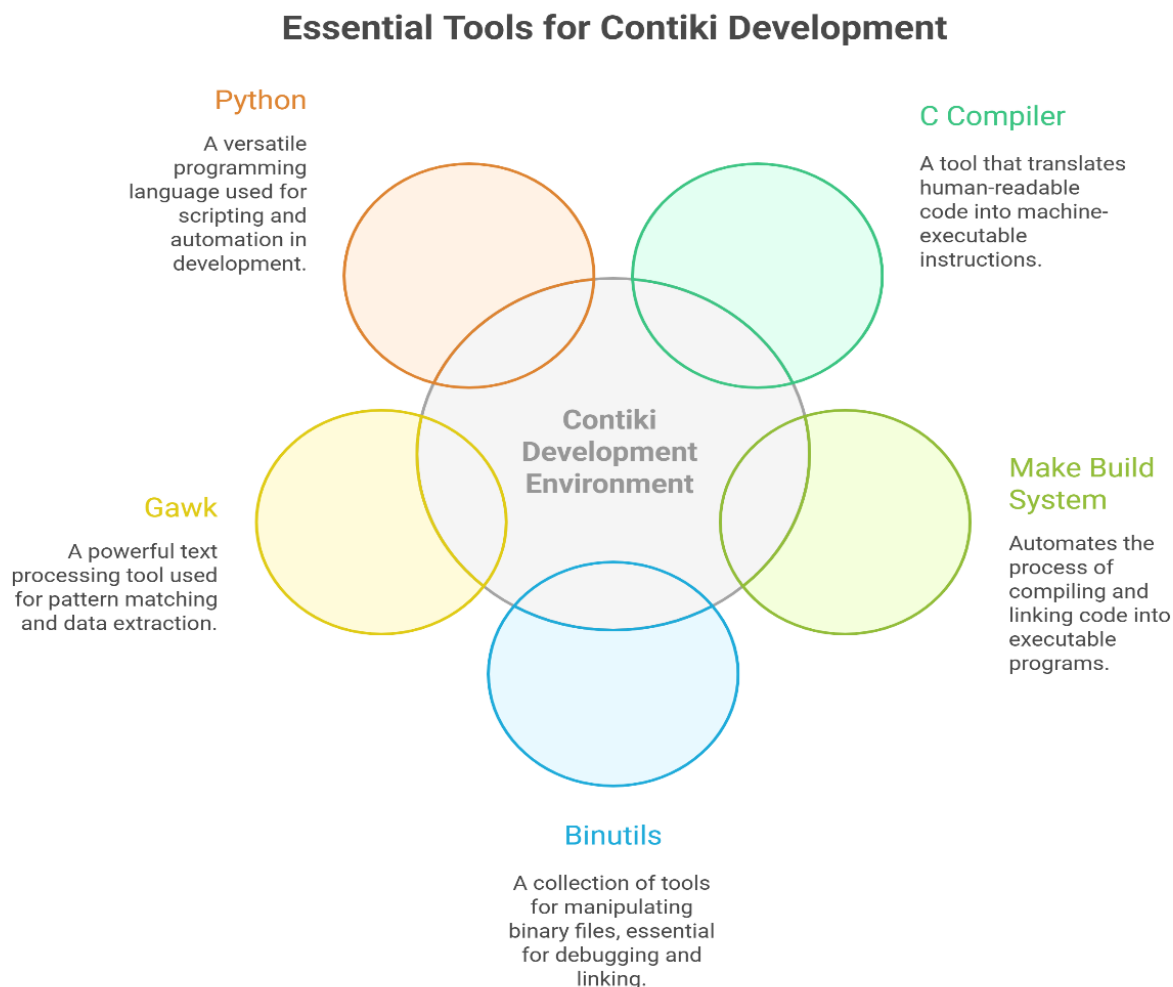 Essential Tools for Contiki Development
Python
A versatile
programming
language used for
scripting and
automation in
development.
C Compiler
A tool that translates
human-readable
code into machine-
executable
instructions.
Contiki
Development
Environment
Gawk
A powerful text
processing tool used
for pattern matching
and data extraction.
Make Build
System
Automates the
process of
compiling and
linking code into
executable
programs.
Binutils
A collection of tools
for manipulating
binary files, essential
for debugging and
linking.